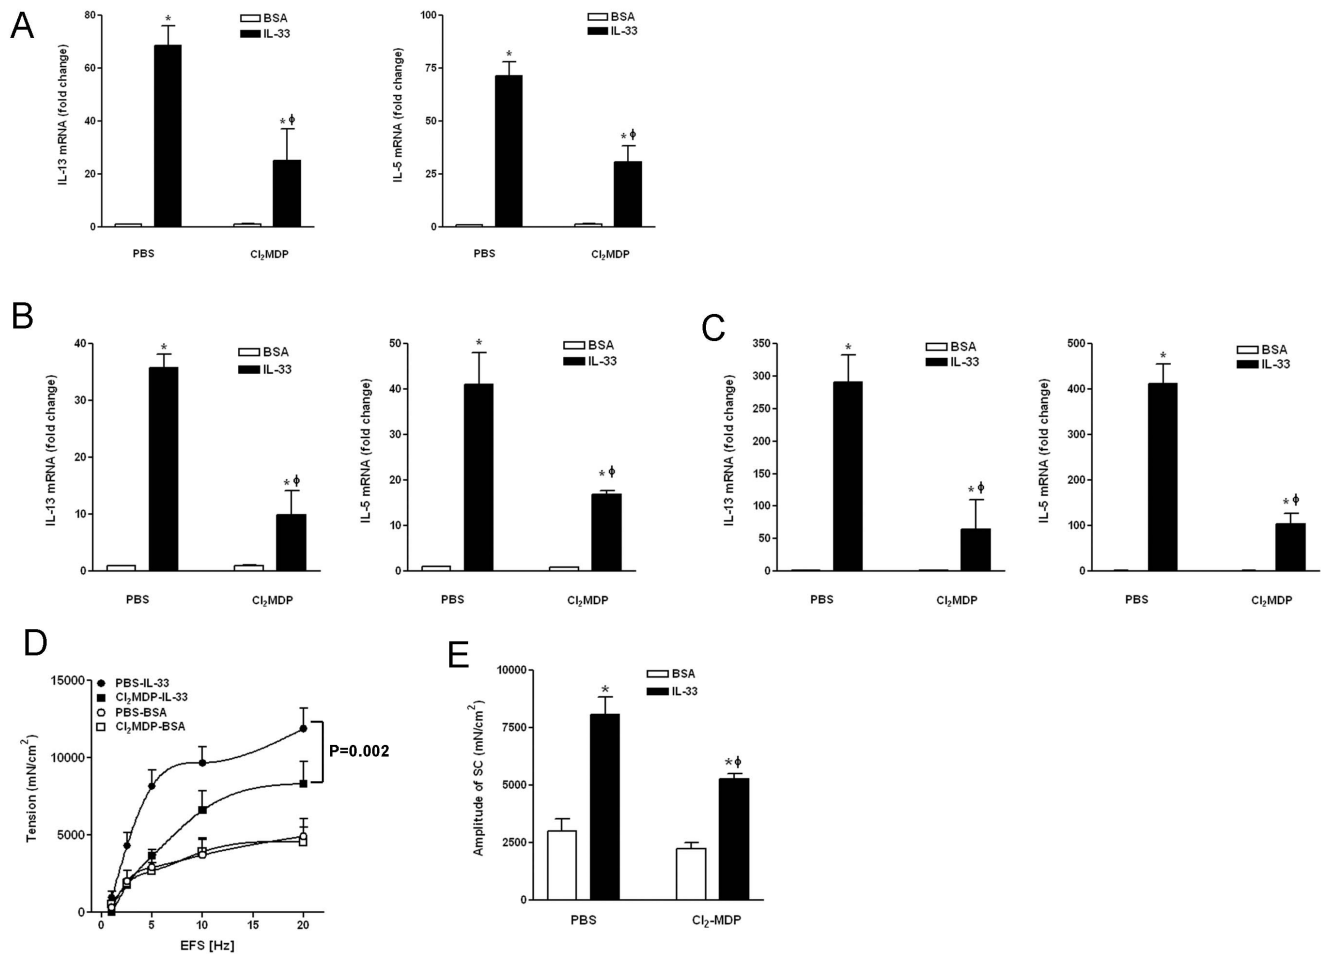 A
IL-13 mRNA (fold change)
80
60
40
20
0
*
* ϕ
BSA
IL-33
PBS
Cl₂MDP
IL-5 mRNA (fold change)
100
75
50
25
0
*
* ϕ
BSA
IL-33
PBS
Cl₂MDP
B
IL-13 mRNA (fold change)
40
30
20
10
0
*
* ϕ
BSA
IL-33
PBS
Cl₂MDP
IL-5 mRNA (fold change)
50
40
30
20
10
0
*
* ϕ
BSA
IL-33
PBS
Cl₂MDP
C
IL-13 mRNA (fold change)
350
300
250
200
150
100
50
0
*
* ϕ
BSA
IL-33
PBS
Cl₂MDP
IL-5 mRNA (fold change)
500
400
300
200
100
0
*
* ϕ
BSA
IL-33
PBS
Cl₂MDP
D
Tension (mN/cm²)
15000
10000
5000
0
PBS-IL-33
Cl₂MDP-IL-33
PBS-BSA
Cl₂MDP-BSA
P=0.002
0 5 10 15 20
EFS [Hz]
E
Amplitude of SC (mN/cm²)
10000
7500
5000
2500
0
*
* ϕ
BSA
IL-33
PBS
Cl₂-MDP